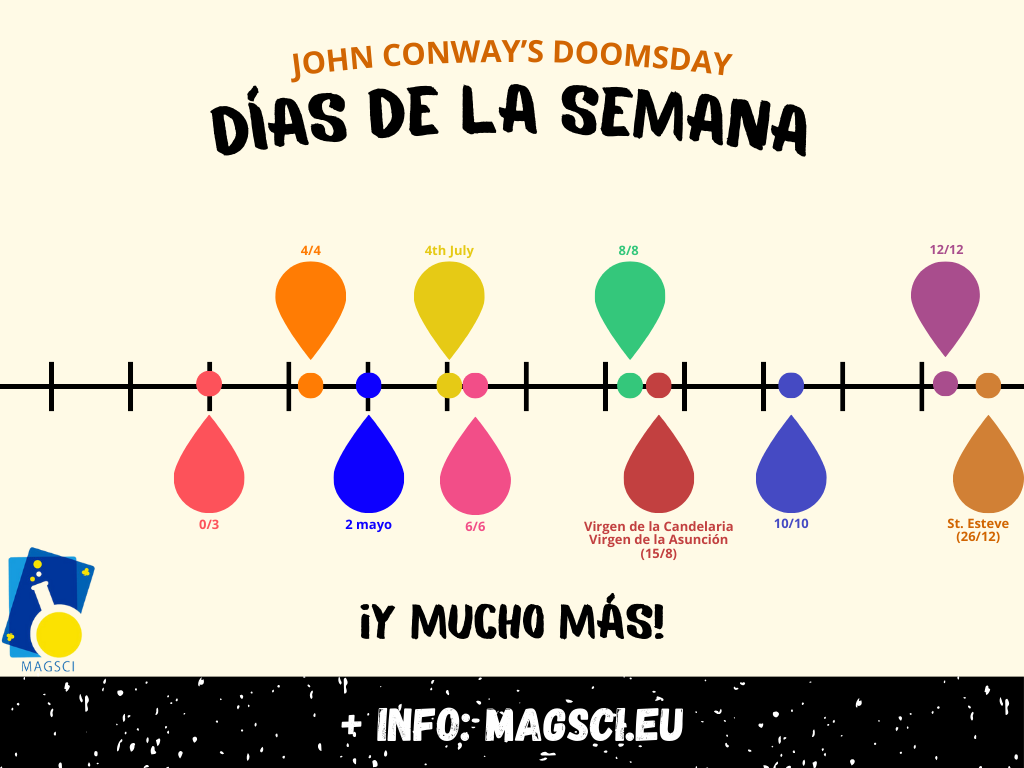 JOHN CONWAY'S DOOMSDAY
DÍAS DE LA SEMANA
4/4
4th July
8/8
12/12
0/3
2 mayo
6/6
Virgen de la Candelaria
Virgen de la Asunción
(15/8)
10/10
St. Esteve
(26/12)
¡Y MUCHO MÁS!
MAGSCI
+ INFO: MAGSCI.EU